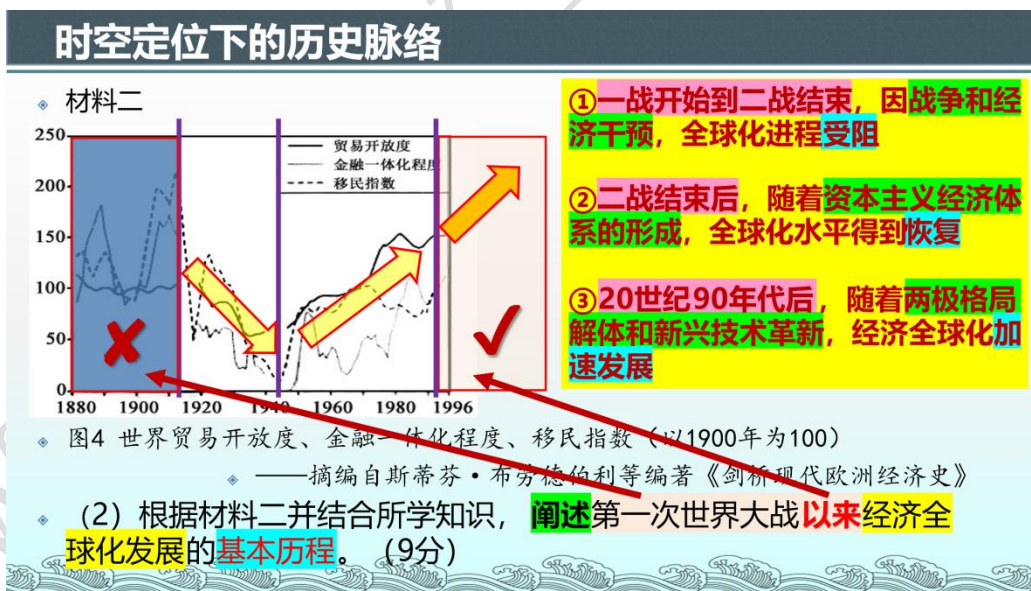 时空定位下的历史脉络
材料二
250
200
150
100
50
0
1880 1900 1920 1940 1960 1980 1996
贸易开放度
金融一体化程度
移民指数
图4 世界贸易开放度、金融一体化程度、移民指数（以1900年为100）
——摘编自斯蒂芬·布劳德伯利等编著《剑桥现代欧洲经济史》
（2）根据材料二并结合所学知识， 阐述第一次世界大战以来经济全
球化发展的基本历程。（9分）
①一战开始到二战结束，因战争和经
济干预，全球化进程受阻
②二战结束后，随着资本主义经济体
系的形成，全球化水平得到恢复
③20世纪90年代后，随着两极格局
解体和新兴技术革新，经济全球化加
速发展